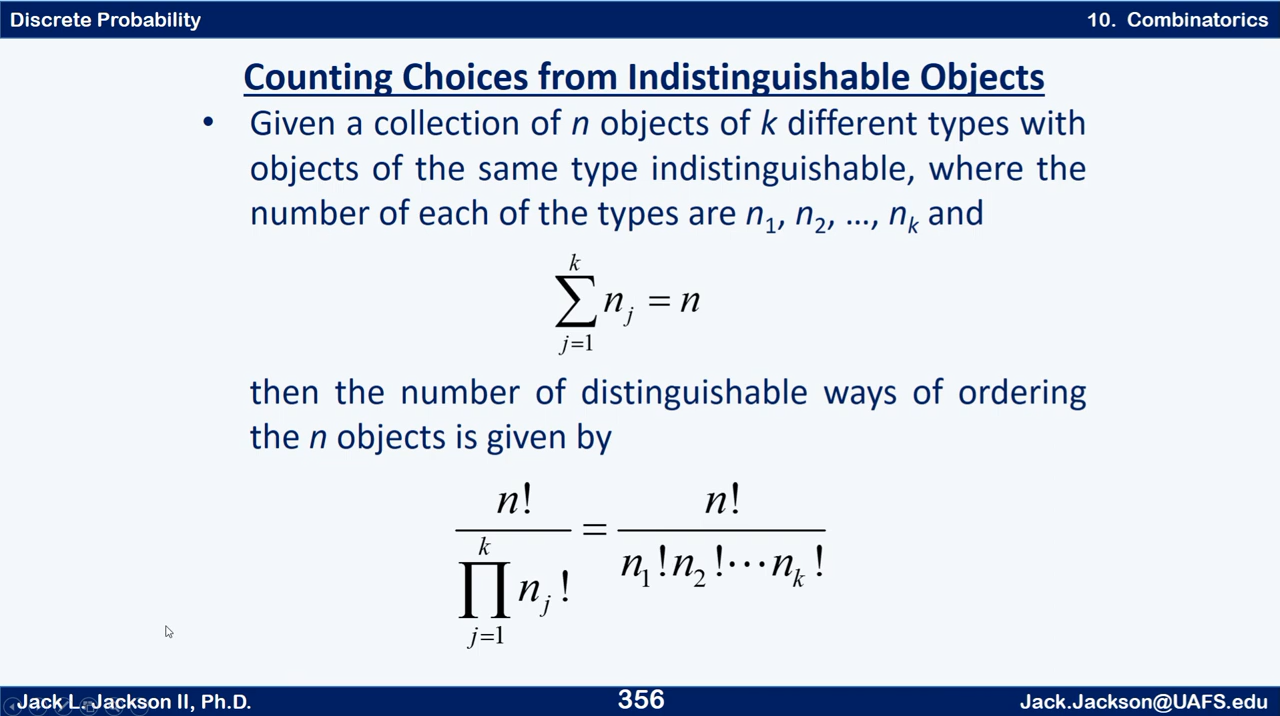 Discrete Probability
10. Combinatorics
Counting Choices from Indistinguishable Objects
• Given a collection of n objects of k different types with
objects of the same type indistinguishable, where the
number of each of the types are n₁, n₂, …, nₖ and
∑_{j=1}^{k} n_j = n
then the number of distinguishable ways of ordering
the n objects is given by
n! / ∏_{j=1}^{k} n_j! = n! / (n₁! n₂! ⋯ nₖ!)
Jack L. Jackson II, Ph.D.
356
Jack.Jackson@UAFS.edu